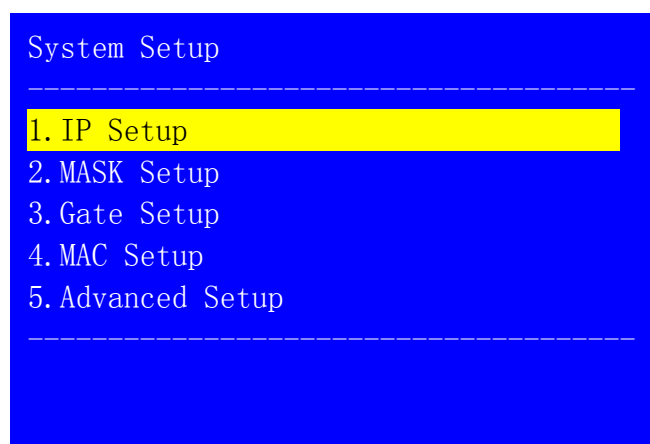 System Setup
--------------------------------------
1.IP Setup
2.MASK Setup
3.Gate Setup
4.MAC Setup
5.Advanced Setup
--------------------------------------